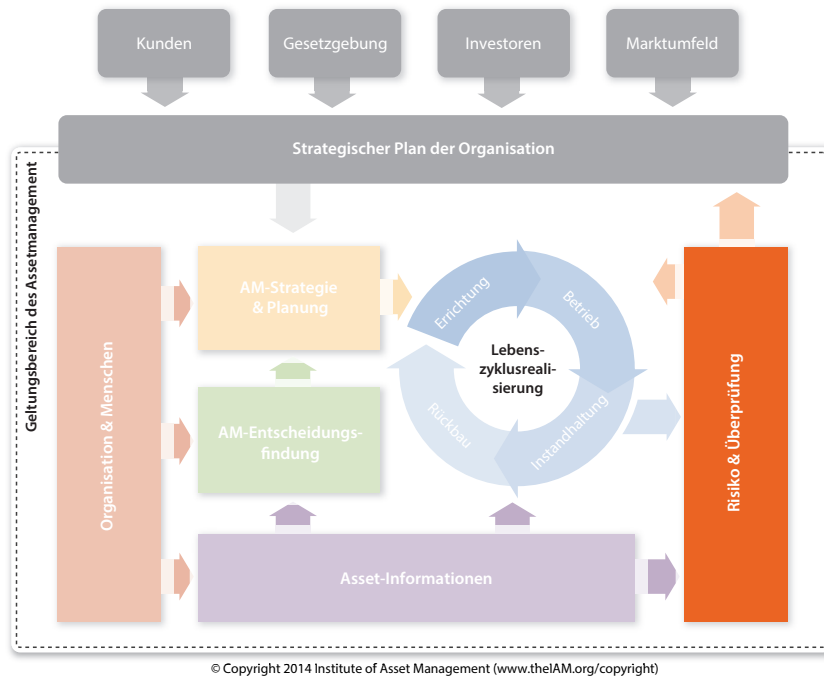 Kunden
Gesetzgebung
Investoren
Marktumfeld
Strategischer Plan der Organisation
Geltungsbereich des Assetmanagement
Organisation & Menschen
AM-Strategie
& Planung
AM-Entscheidungs-
findung
Errichtung
Betrieb
Instandhaltung
Rückbau
Lebens-
zyklusreali-
sierung
Risiko & Überprüfung
Asset-Informationen
© Copyright 2014 Institute of Asset Management (www.theIAM.org/copyright)